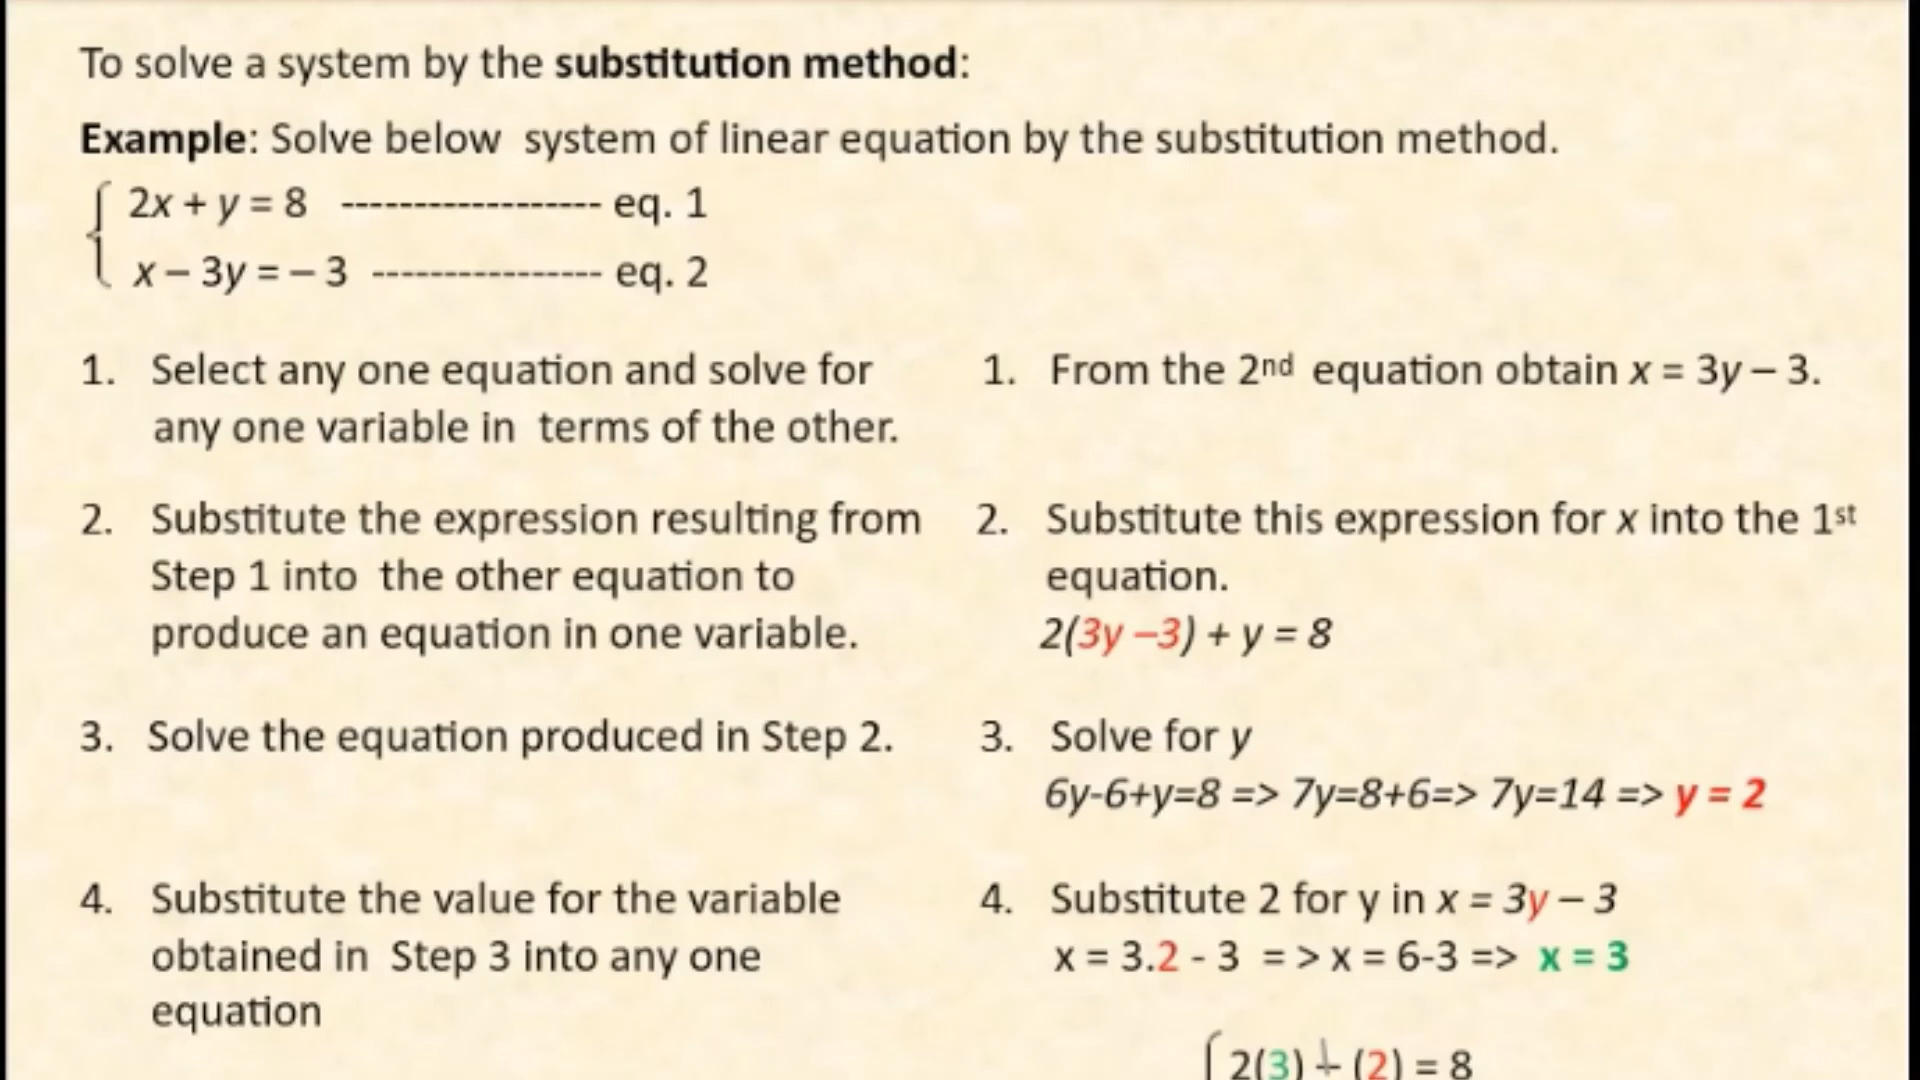 To solve a system by the substitution method:
Example: Solve below system of linear equation by the substitution method.
2x + y = 8 ------------------ eq. 1
x – 3y = – 3 ---------------- eq. 2
1. Select any one equation and solve for
any one variable in terms of the other.
1. From the 2nd equation obtain x = 3y – 3.
2. Substitute the expression resulting from
Step 1 into the other equation to
produce an equation in one variable.
2. Substitute this expression for x into the 1st
equation.
2(3y –3) + y = 8
3. Solve the equation produced in Step 2.
3. Solve for y
6y-6+y=8 => 7y=8+6=> 7y=14 => y = 2
4. Substitute the value for the variable
obtained in Step 3 into any one
equation
4. Substitute 2 for y in x = 3y – 3
x = 3.2 - 3 = > x = 6-3 => x = 3
2(3) + (2) = 8